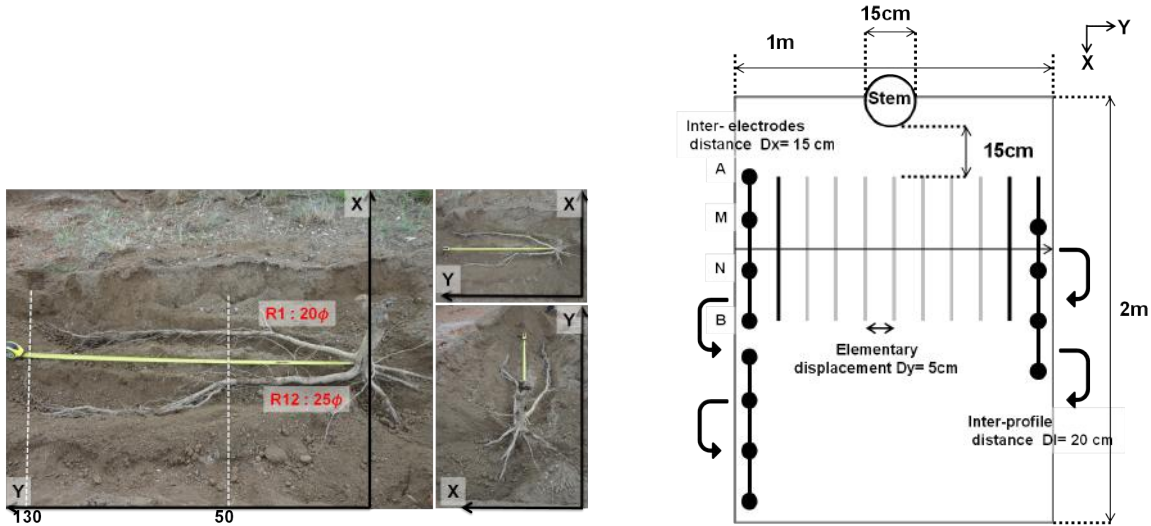 X
R1 : 20ϕ
R12 : 25ϕ
Y
130
50
X
Y
Y
X
15cm
1m
Y
X
Stem
Inter- electrodes
distance Dx= 15 cm
15cm
A
M
N
B
2m
Elementary
displacement Dy= 5cm
Inter-profile
distance Dl= 20 cm